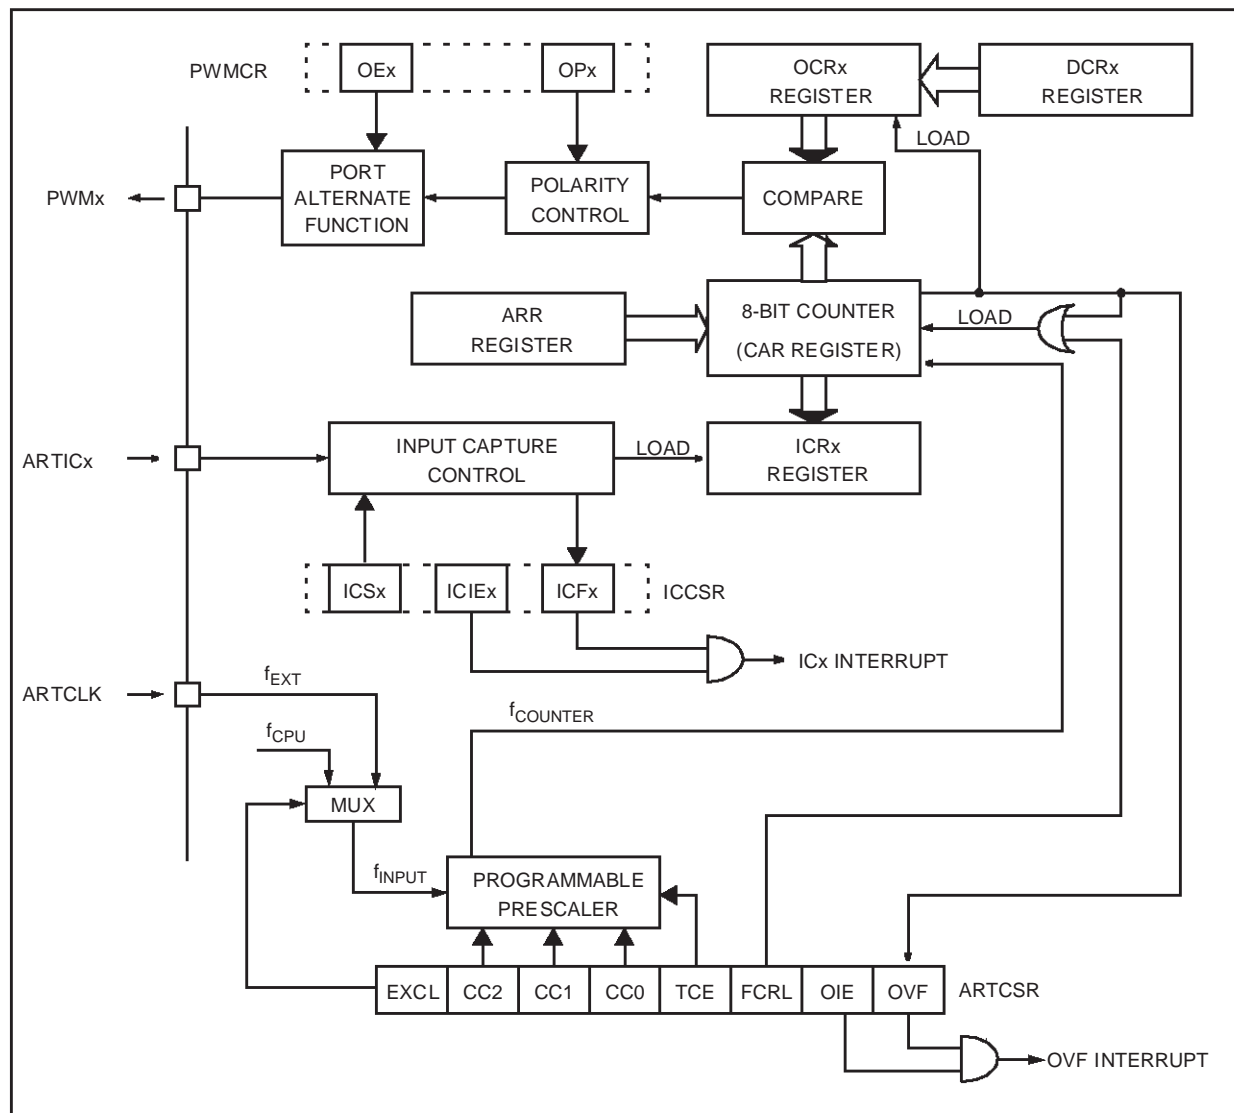 PWMCR
OEx
OPx
OCRx
REGISTER
DCRx
REGISTER
LOAD
PWMx
PORT
ALTERNATE
FUNCTION
POLARITY
CONTROL
COMPARE
ARR
REGISTER
8-BIT COUNTER
(CAR REGISTER)
LOAD
ARTICx
INPUT CAPTURE
CONTROL
LOAD
ICRx
REGISTER
ICSx
ICIEx
ICFx
ICCSR
ICx INTERRUPT
ARTCLK
fEXT
fCPU
fCOUNTER
MUX
fINPUT
PROGRAMMABLE
PRESCALER
EXCL
CC2
CC1
CC0
TCE
FCRL
OIE
OVF
ARTCSR
OVF INTERRUPT